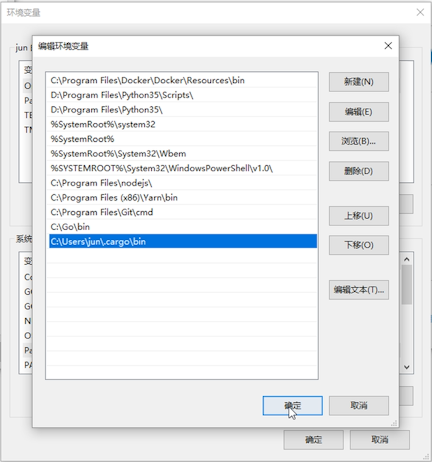 环境变量
jun 的
编辑环境变量
C:\Program Files\Docker\Docker\Resources\bin
D:\Program Files\Python35\Scripts\
D:\Program Files\Python35\
%SystemRoot%\system32
%SystemRoot%
%SystemRoot%\System32\Wbem
%SYSTEMROOT%\System32\WindowsPowerShell\v1.0\
C:\Program Files\nodejs\
C:\Program Files (x86)\Yarn\bin
C:\Program Files\Git\cmd
C:\Go\bin
C:\Users\jun\.cargo\bin
新建(N)
编辑(E)
浏览(B)...
删除(D)
上移(U)
下移(O)
编辑文本(T)...
确定
取消
变
O
Pa
TE
TM
系统
变
Co
GO
GO
N
O
Pa
PA
确定
取消